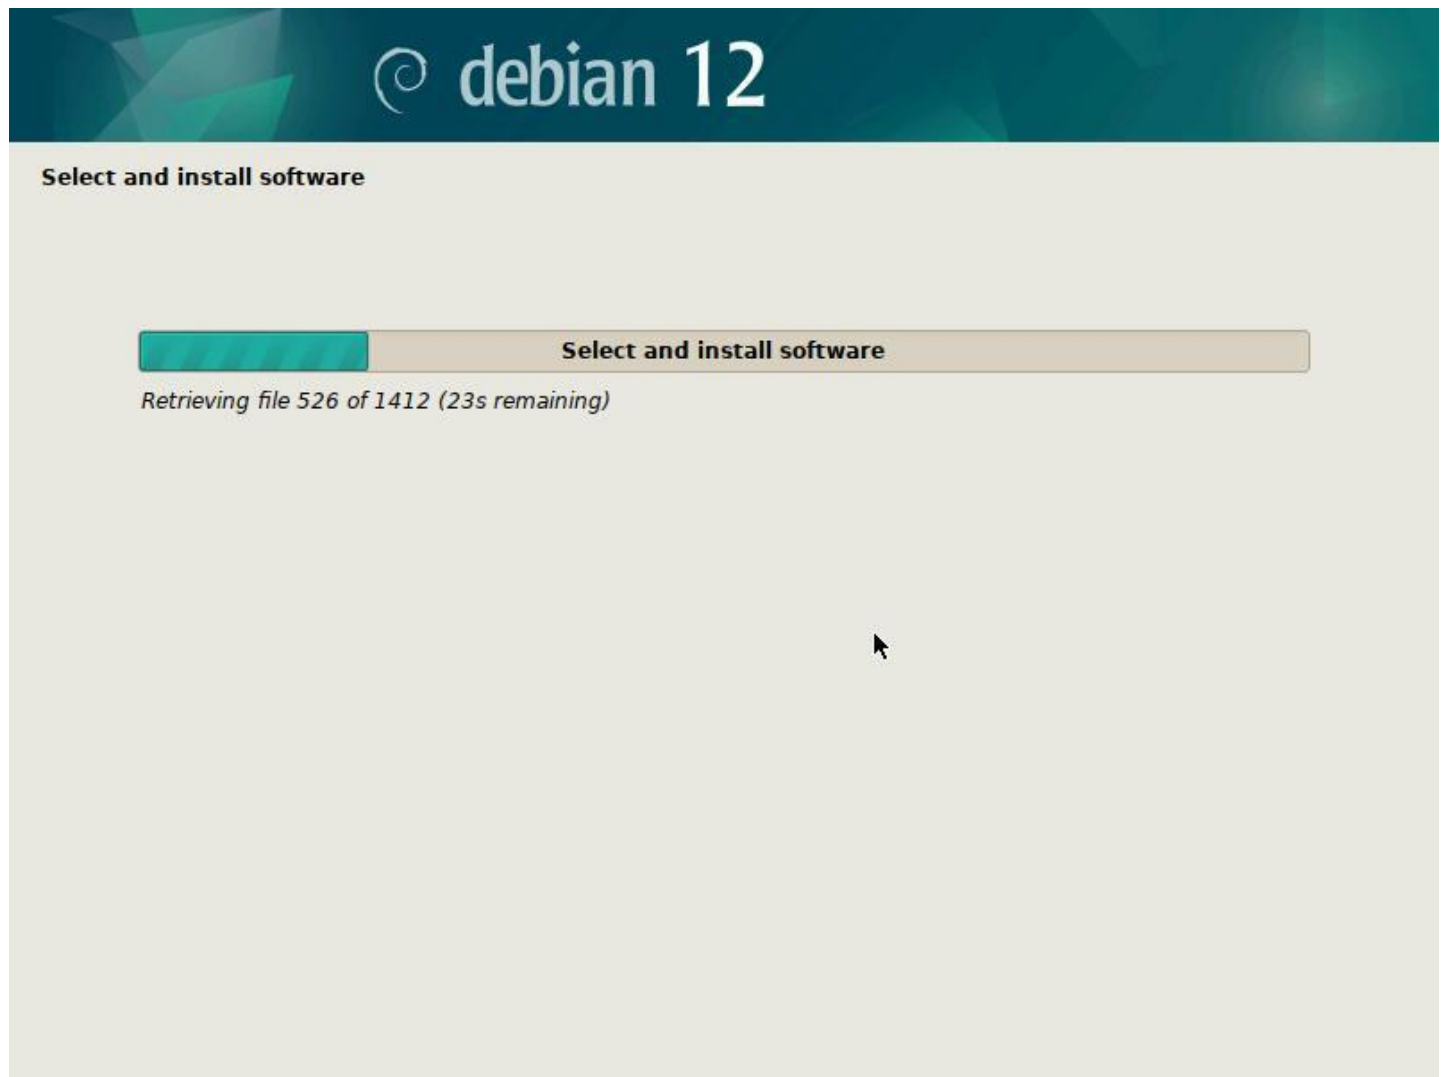 debian 12
Select and install software
Select and install software
Retrieving file 526 of 1412 (23s remaining)